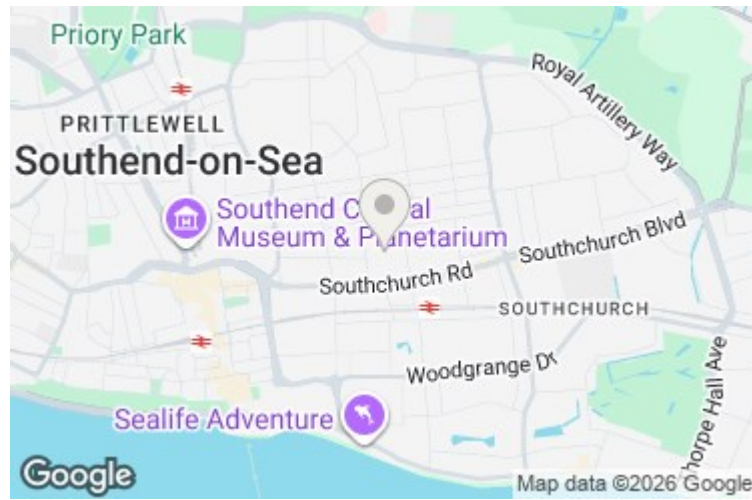 Priory Park
Royal Artillery Way
PRITTLEWELL
Southend-on-Sea
Southend C
al
Museum & Planetarium
Southchurch Blvd
Southchurch Rd
SOUTHCHURCH
Woodgrange Dr
Thorpe Hall Ave
Sealife Adventure
Google
Map data ©2026 Google